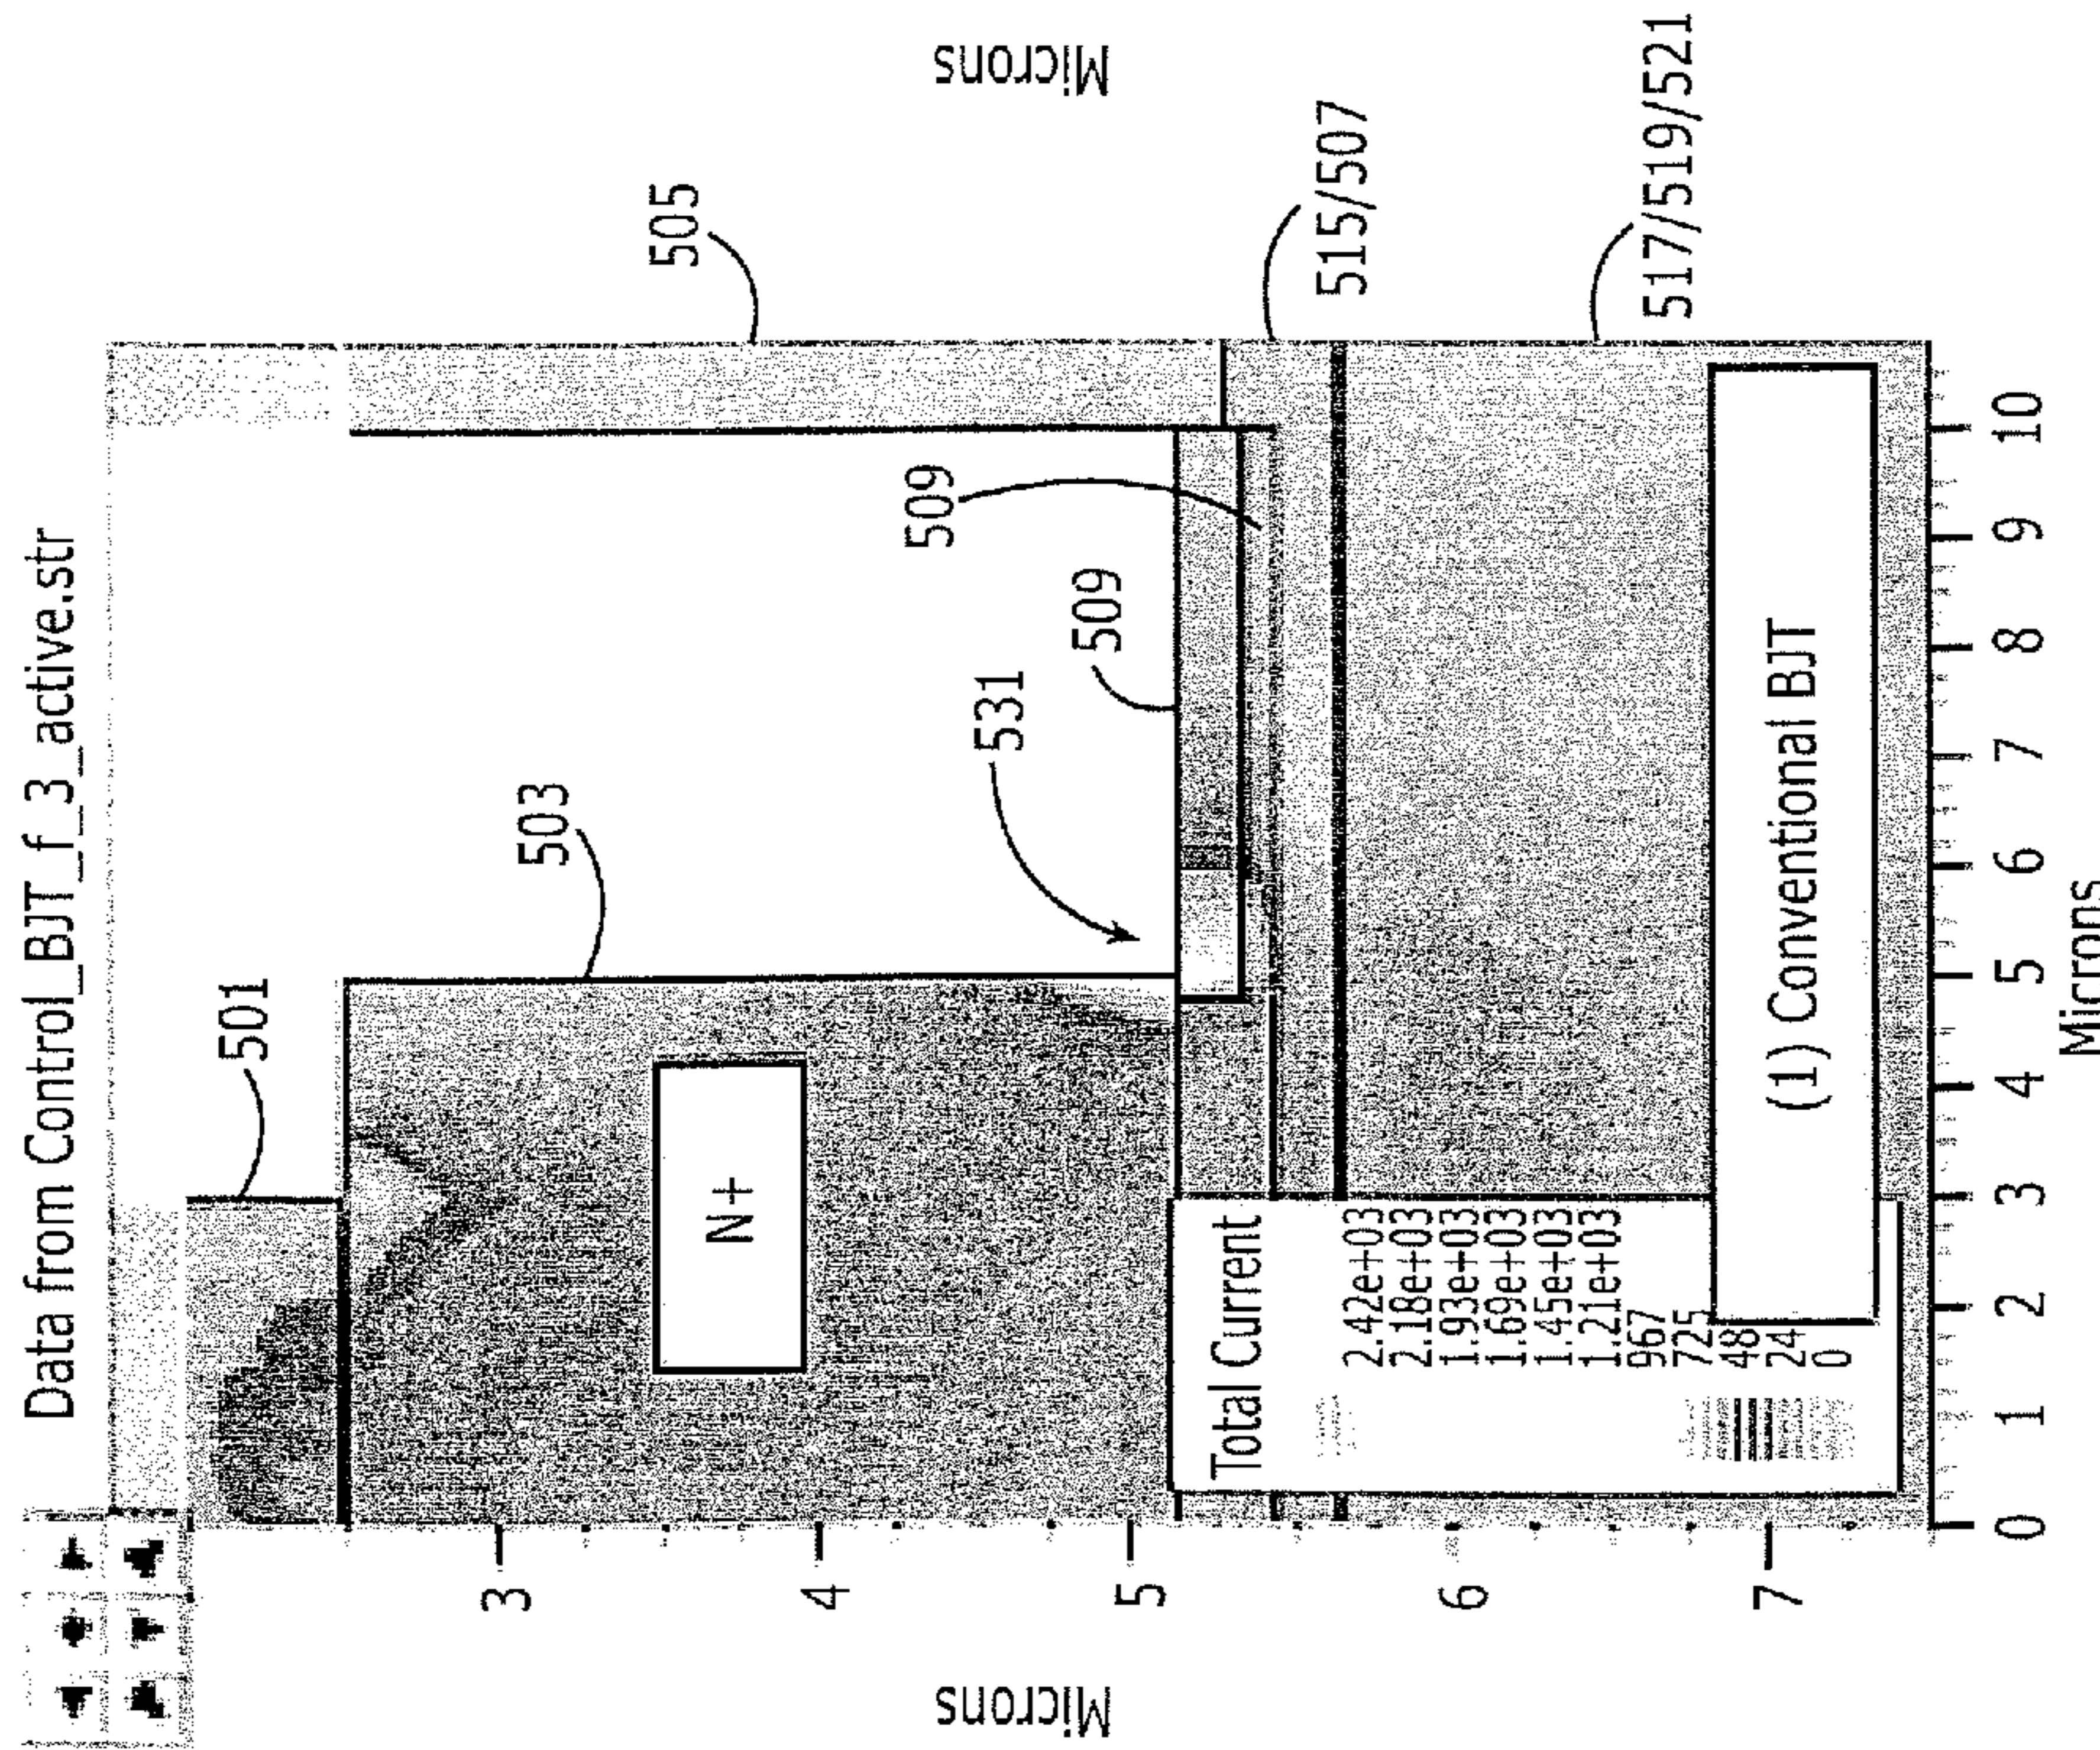 Data from Control_BJT_f_3_active.str
501
503
505
509
509
531
515/507
517/519/521
N+
Total Current
2.42e+03
2.18e+03
1.93e+03
1.69e+03
1.45e+03
1.21e+03
967
725
48
24
0
(1) Conventional BJT
3
4
5
6
7
0
1
2
3
4
5
6
7
8
9
10
Microns
Microns
Microns